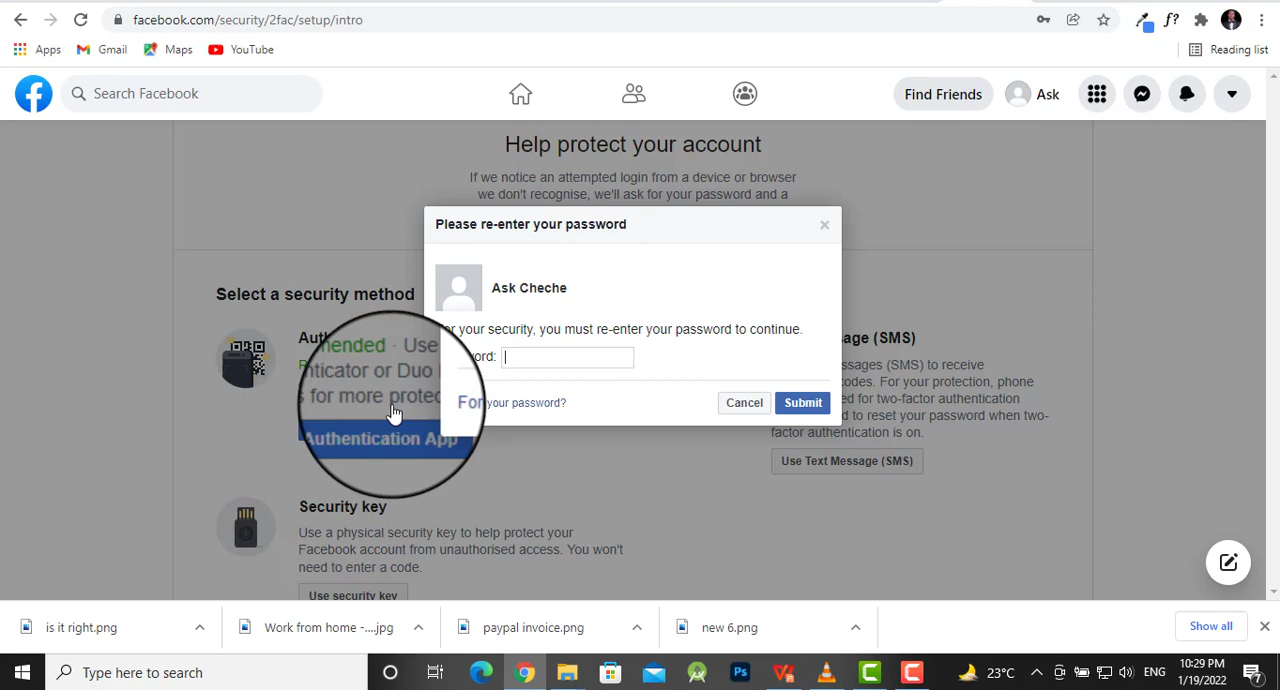 facebook.com/security/2fac/setup/intro
f?
Apps
Gmail
Maps
YouTube
Reading list
Search Facebook
Find Friends
Ask
Help protect your account
If we notice an attempted login from a device or browser
we don't recognise, we'll ask for your password and a
Please re-enter your password
×
Ask Cheche
or your security, you must re-enter your password to continue.
ord:
For your password?
Cancel
Submit
Select a security method
Aut
mended · Use
nticator or Duo
s for more protec
Authentication App
age (SMS)
essages (SMS) to receive
codes. For your protection, phone
ed for two-factor authentication
d to reset your password when two-
factor authentication is on.
Use Text Message (SMS)
Security key
Use a physical security key to help protect your
Facebook account from unauthorised access. You won't
need to enter a code.
Use security key
is it right.png
Work from home -....jpg
paypal invoice.png
new 6.png
Show all
Type here to search
Ps
23°C
ENG
10:29 PM
1/19/2022
7